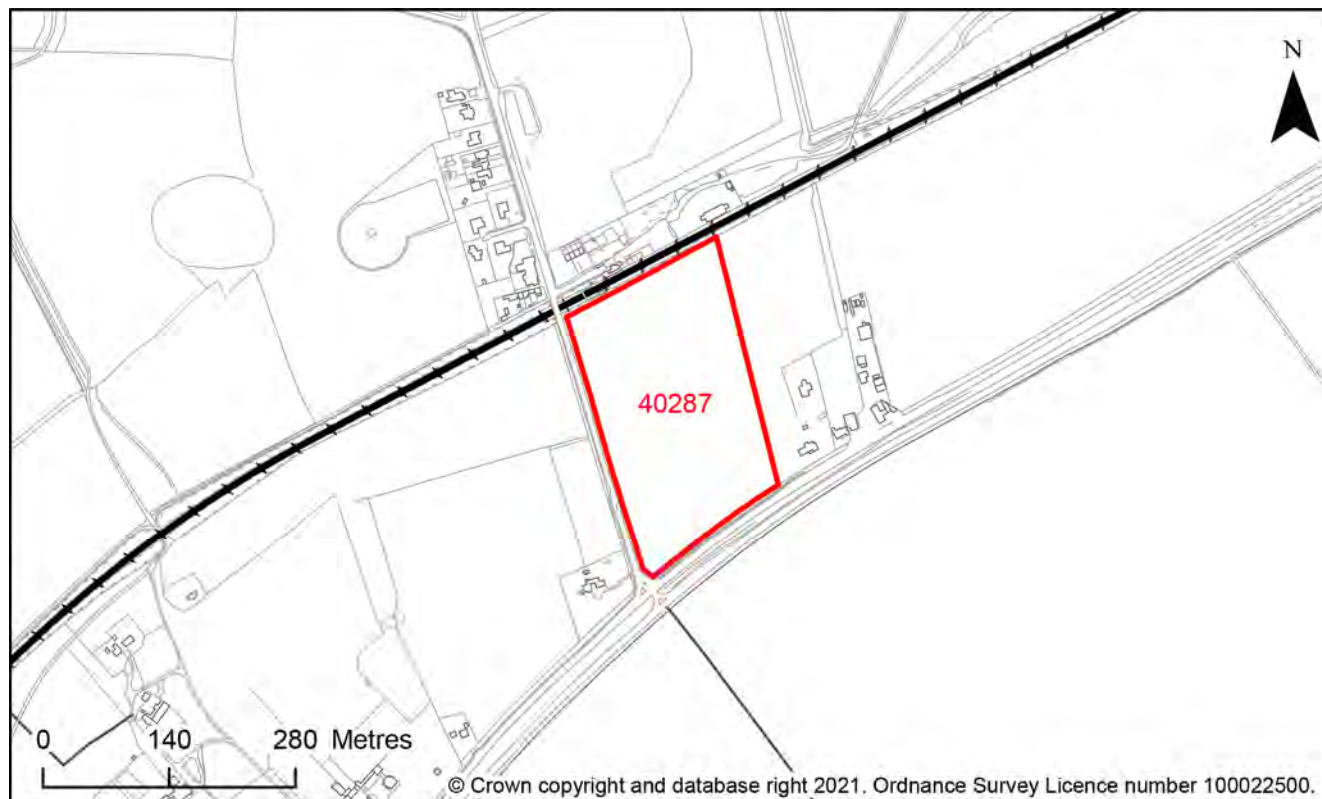 N
40287
0 140 280 Metres
© Crown copyright and database right 2021. Ordnance Survey Licence number 100022500.